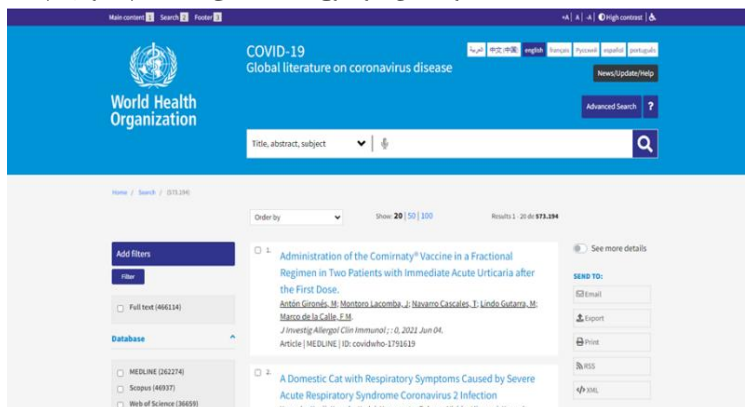 Main content 1 Search 2 Footer 3
+A | A | -A | High contrast |
COVID-19
Global literature on coronavirus disease
العربية 中文 (中国) english français Русский español português
News/Update/Help
World Health
Organization
Advanced Search ?
Title, abstract, subject
Home / Search / (573.194)
Order by
Show: 20 | 50 | 100
Results 1 - 20 de 573.194
Add filters
Filter
Full text (466114)
Database
MEDLINE (262274)
Scopus (46937)
Web of Science (36659)
1.
Administration of the Comirnaty® Vaccine in a Fractional
Regimen in Two Patients with Immediate Acute Urticaria after
the First Dose.
Antón Gironés, M; Montoro Lacomba, J; Navarro Cascales, T; Lindo Gutarra, M;
Marco de la Calle, F M.
J Investig Allergol Clin Immunol ; : 0, 2021 Jun 04.
Article | MEDLINE | ID: covidwho-1791619
2.
A Domestic Cat with Respiratory Symptoms Caused by Severe
Acute Respiratory Syndrome Coronavirus 2 Infection
See more details
SEND TO:
Email
Export
Print
RSS
XML